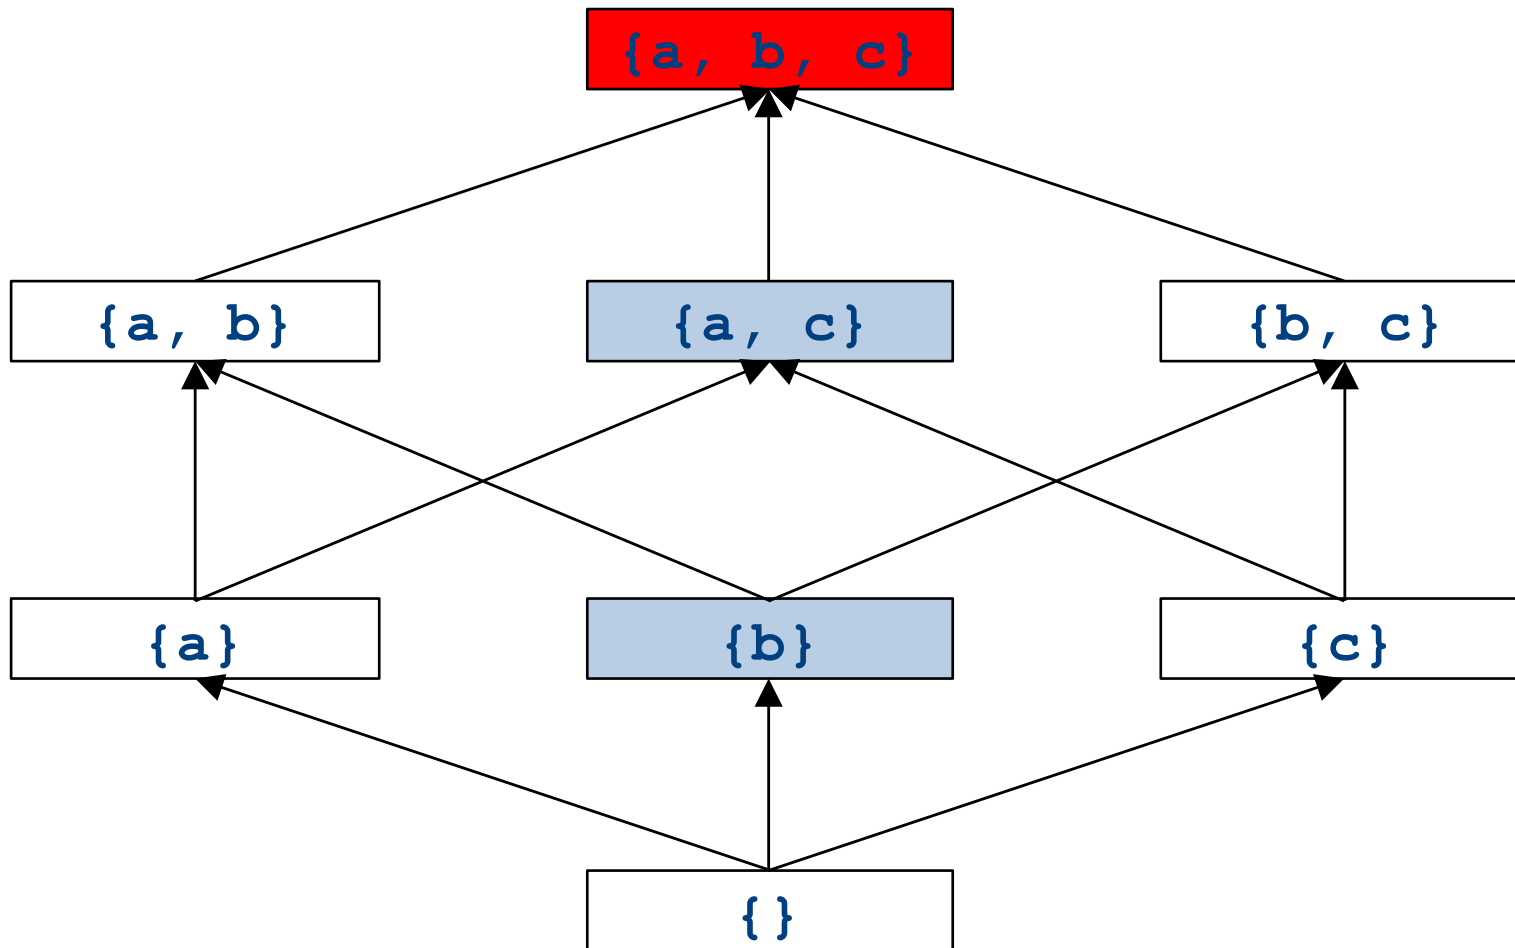 {a, b, c}
{a, b}
{a, c}
{b, c}
{a}
{b}
{c}
{}